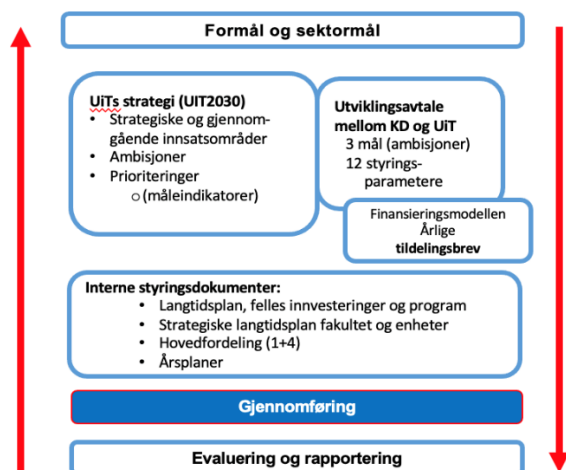 Formål og sektormål
UiTs strategi (UIT2030)
• Strategiske og gjennom-
gående innsatsområder
• Ambisjoner
• Prioriteringer
o (måleindikatorer)
Utviklingsavtale
mellom KD og UiT
3 mål (ambisjoner)
12 styrings-
parametere
Finansieringsmodellen
Årlige
tildelingsbrev
Interne styringsdokumenter:
• Langtidsplan, felles innvesteringer og program
• Strategiske langtidsplan fakultet og enheter
• Hovedfordeling (1+4)
• Årsplaner
Gjennomføring
Evaluering og rapportering